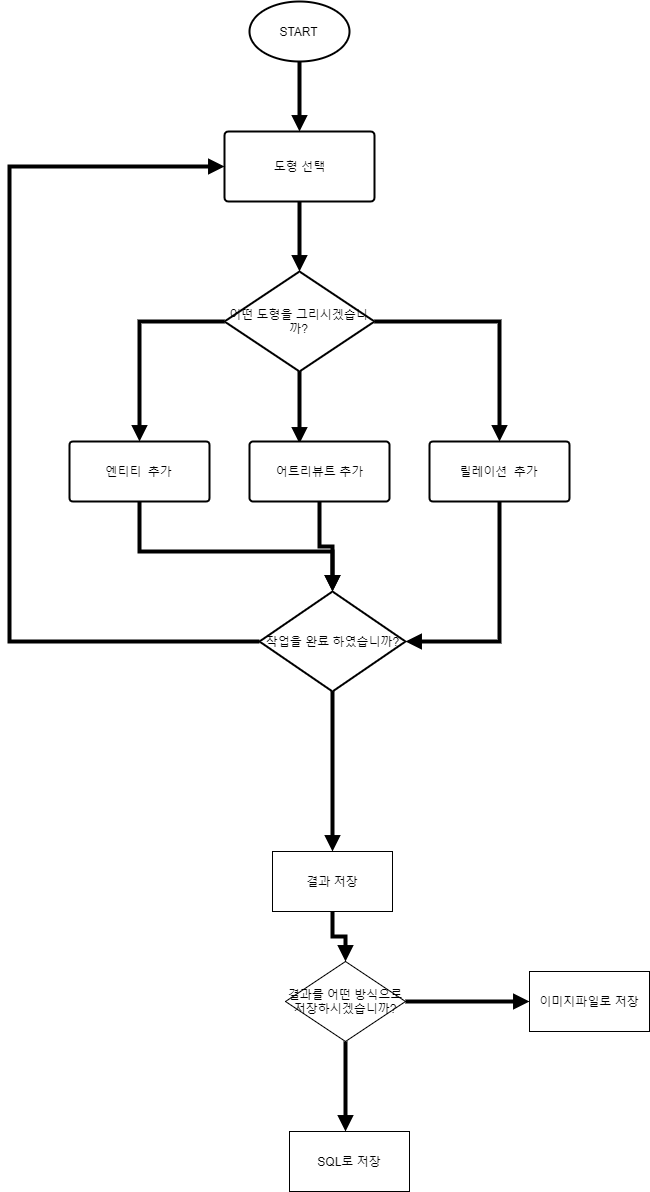 START
도형 선택
어떤 도형을 그리시겠습니
까?
엔티티 추가
어트리뷰트 추가
릴레이션 추가
작업을 완료 하였습니까?
결과 저장
결과를 어떤 방식으로
저장하시겠습니까?
이미지파일로 저장
SQL로 저장